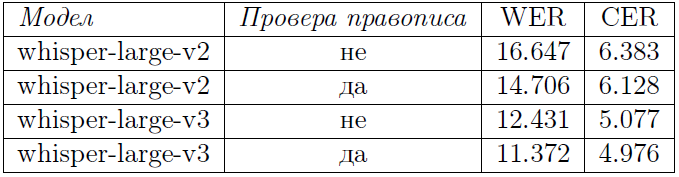 Модел Провера правописа WER CER
whisper-large-v2 не 16.647 6.383
whisper-large-v2 да 14.706 6.128
whisper-large-v3 не 12.431 5.077
whisper-large-v3 да 11.372 4.976